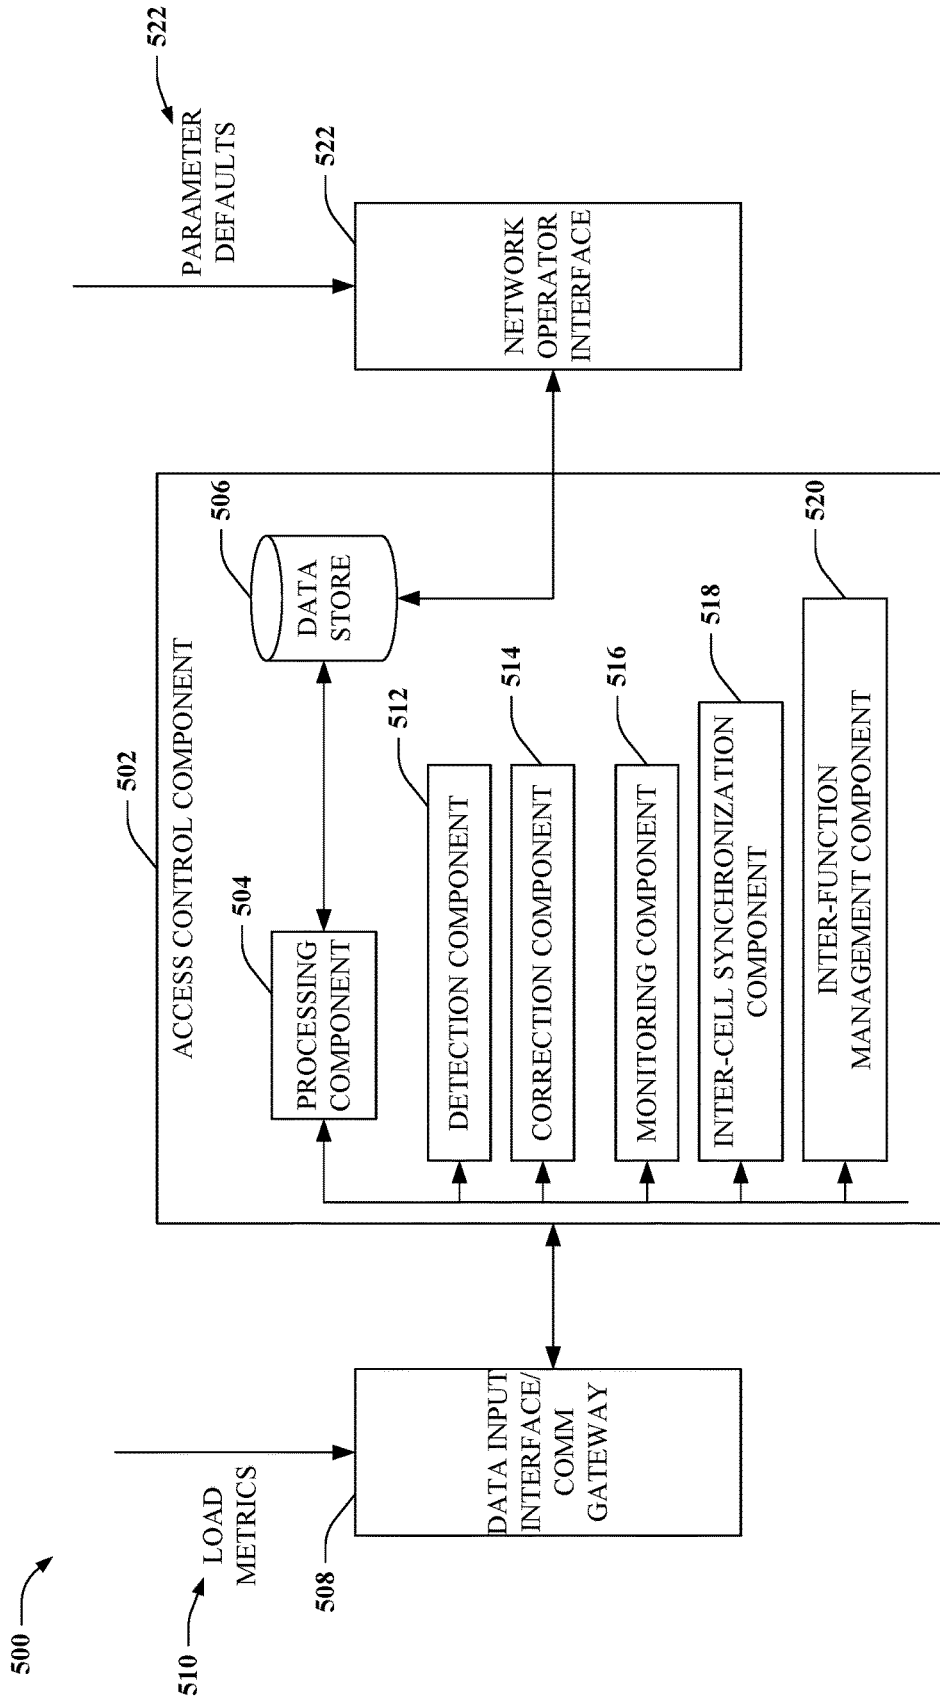 500
510
LOAD
METRICS
508
DATA INPUT
INTERFACE/
COMM
GATEWAY
502
ACCESS CONTROL COMPONENT
504
PROCESSING
COMPONENT
506
DATA
STORE
512
DETECTION COMPONENT
514
CORRECTION COMPONENT
516
MONITORING COMPONENT
518
INTER-CELL SYNCHRONIZATION
COMPONENT
520
INTER-FUNCTION
MANAGEMENT COMPONENT
522
PARAMETER
DEFAULTS
522
NETWORK
OPERATOR
INTERFACE